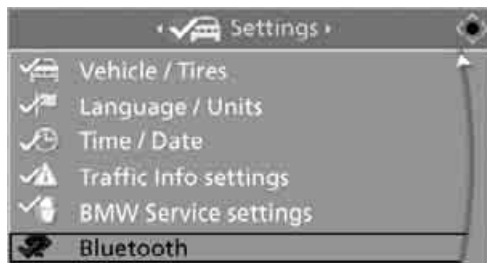 Settings
Vehicle / Tires
Language / Units
Time / Date
Traffic Info settings
BMW Service settings
Bluetooth